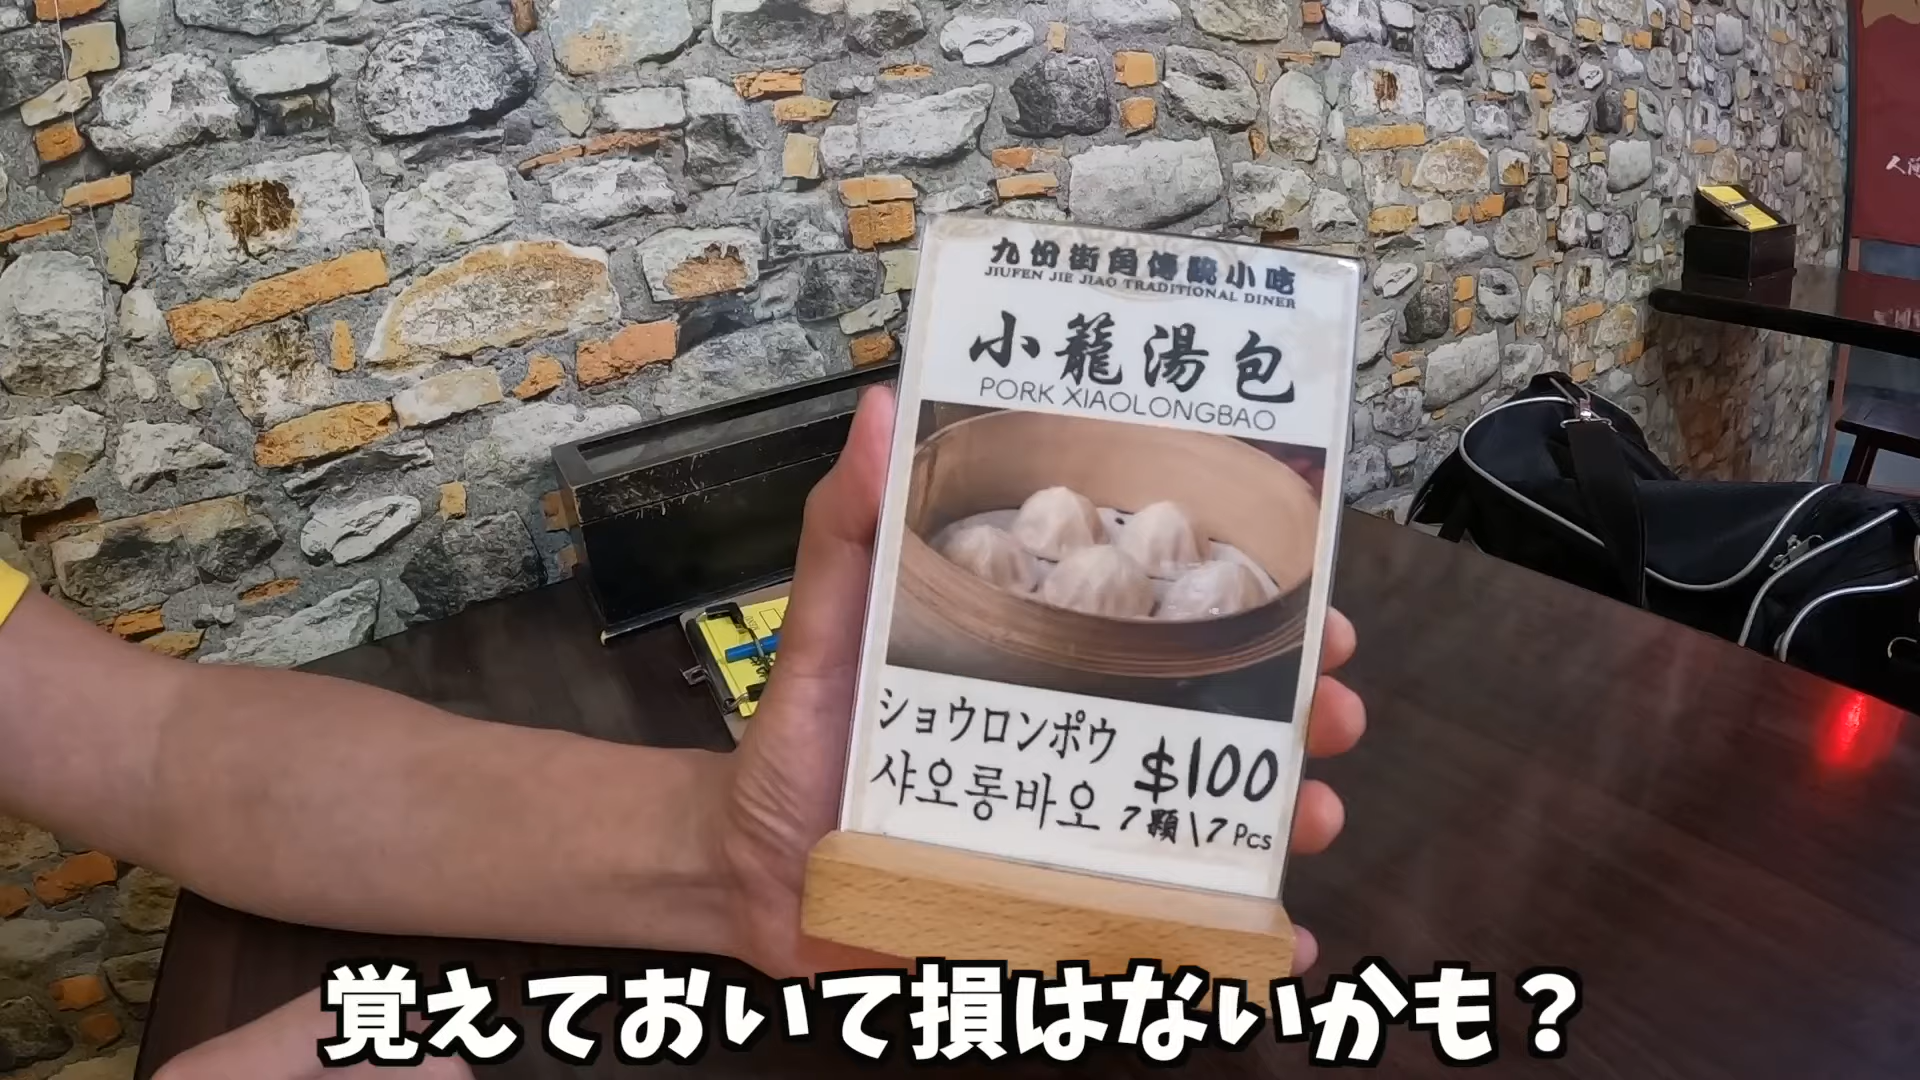 九份街角傳統小吃
JIUFEN JIE JIAO TRADITIONAL DINER
小籠湯包
PORK XIAOLONGBAO
ショウロンポウ
샤오롱바오
$100
7顆\7 Pcs
覚えておいて損はないかも？